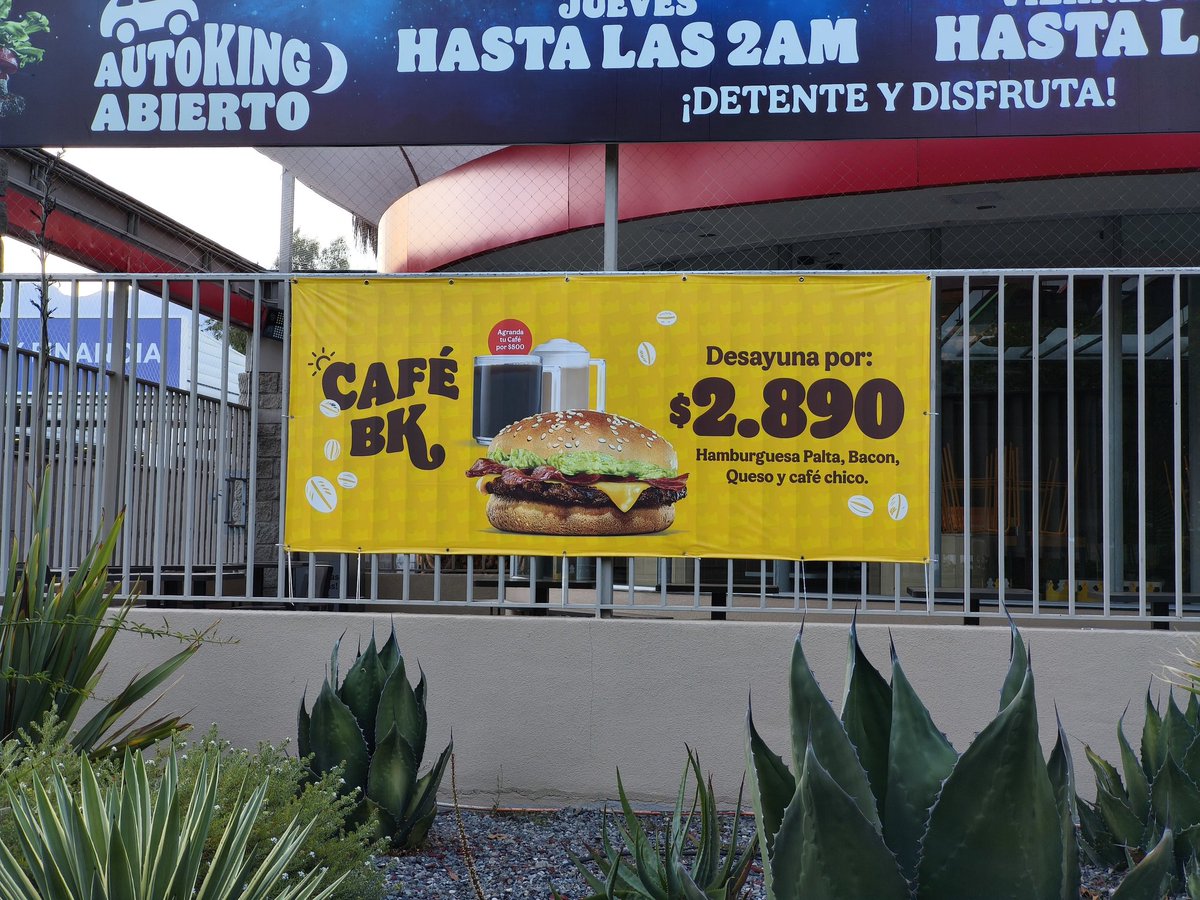 AUTOKING
ABIERTO
JUEVES
HASTA LAS 2AM
HASTA L
¡DETENTE Y DISFRUTA!
FINANCIA
CAFÉ
BK
Agranda
tu Café
por $500
Desayuna por:
$2.890
Hamburguesa Palta, Bacon,
Queso y café chico.